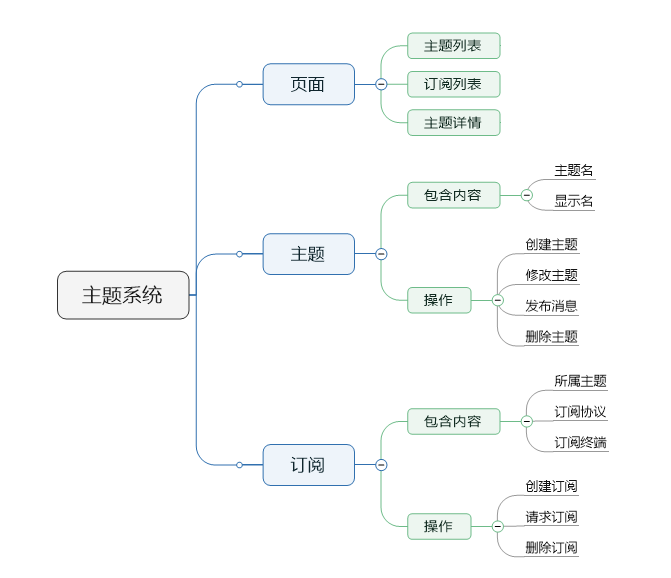 主题系统
页面
主题列表
订阅列表
主题详情
主题
包含内容
主题名
显示名
操作
创建主题
修改主题
发布消息
删除主题
订阅
包含内容
所属主题
订阅协议
订阅终端
操作
创建订阅
请求订阅
删除订阅